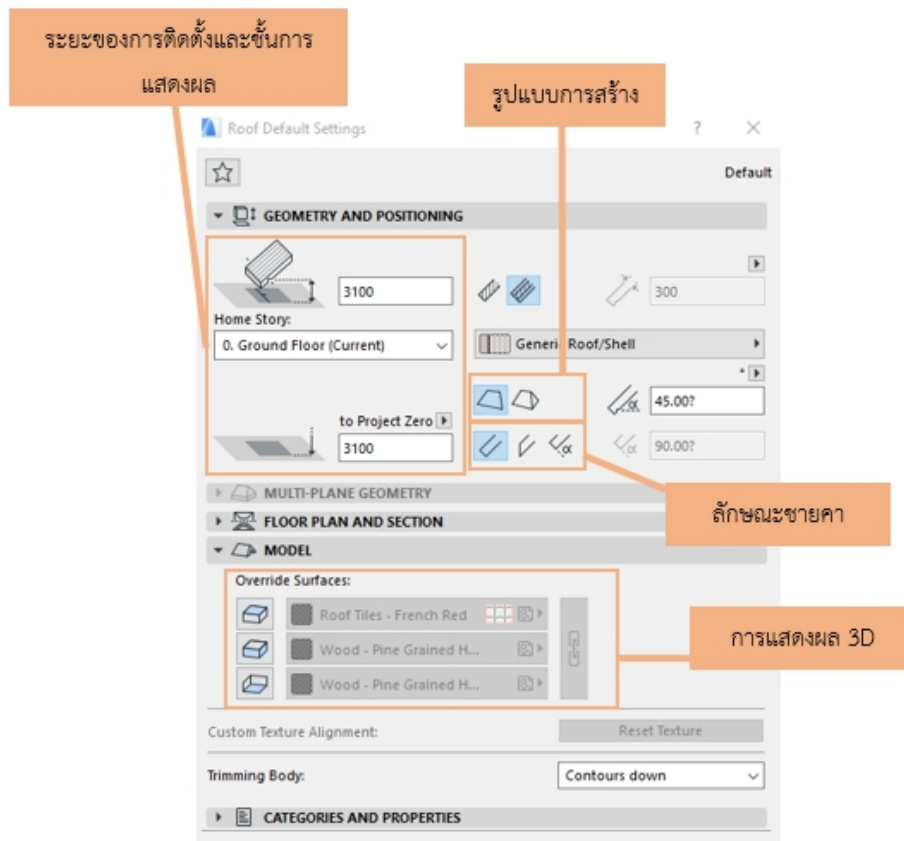 ระยะของการติดตั้งและชั้นการ
แสดงผล
รูปแบบการสร้าง
Roof Default Settings
?
Default
GEOMETRY AND POSITIONING
3100
300
Home Story:
0. Ground Floor (Current)
Generic Roof/Shell
°
α
45.00?
to Project Zero
3100
α
α
90.00?
MULTI-PLANE GEOMETRY
ลักษณะชายคา
FLOOR PLAN AND SECTION
MODEL
Override Surfaces:
Roof Tiles - French Red
การแสดงผล 3D
Wood - Pine Grained H...
Wood - Pine Grained H...
Custom Texture Alignment:
Reset Texture
Trimming Body:
Contours down
CATEGORIES AND PROPERTIES